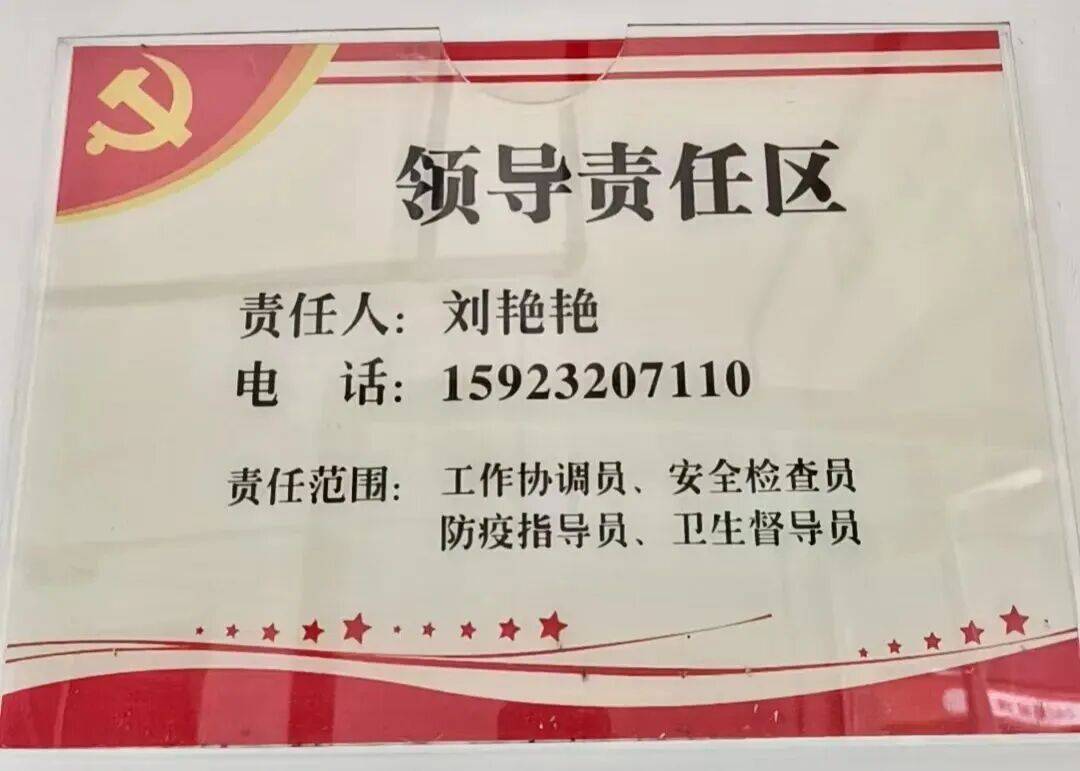 领导责任区
责任人：刘艳艳
电 话：15923207110
责任范围：工作协调员、安全检查员
防疫指导员、卫生督导员